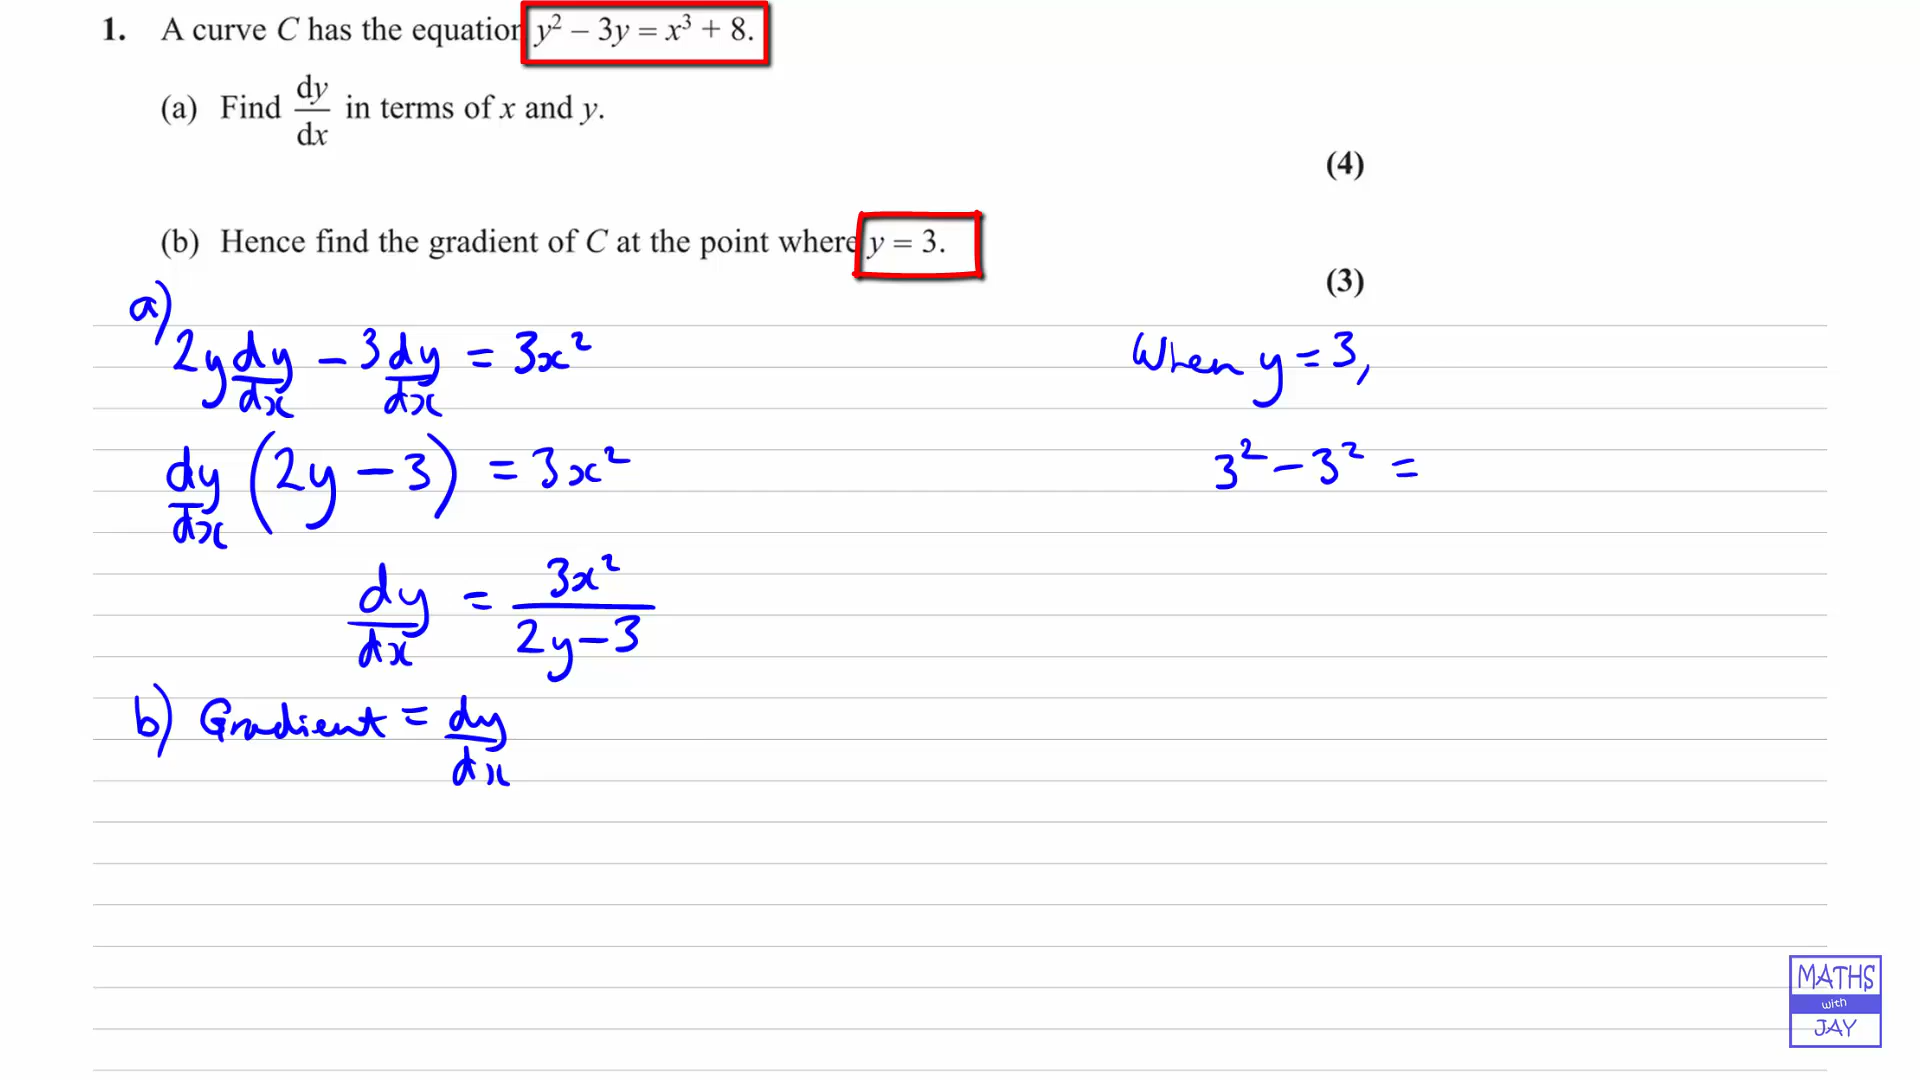 1. A curve C has the equation y² – 3y = x³ + 8.
(a) Find dy/dx in terms of x and y.
(4)
(b) Hence find the gradient of C at the point where y = 3.
(3)
a)
2y dy/dx – 3 dy/dx = 3x²
dy/dx (2y – 3) = 3x²
dy/dx = 3x²/(2y–3)
b) Gradient = dy/dx
When y = 3,
3² – 3² =
MATHS
with
JAY